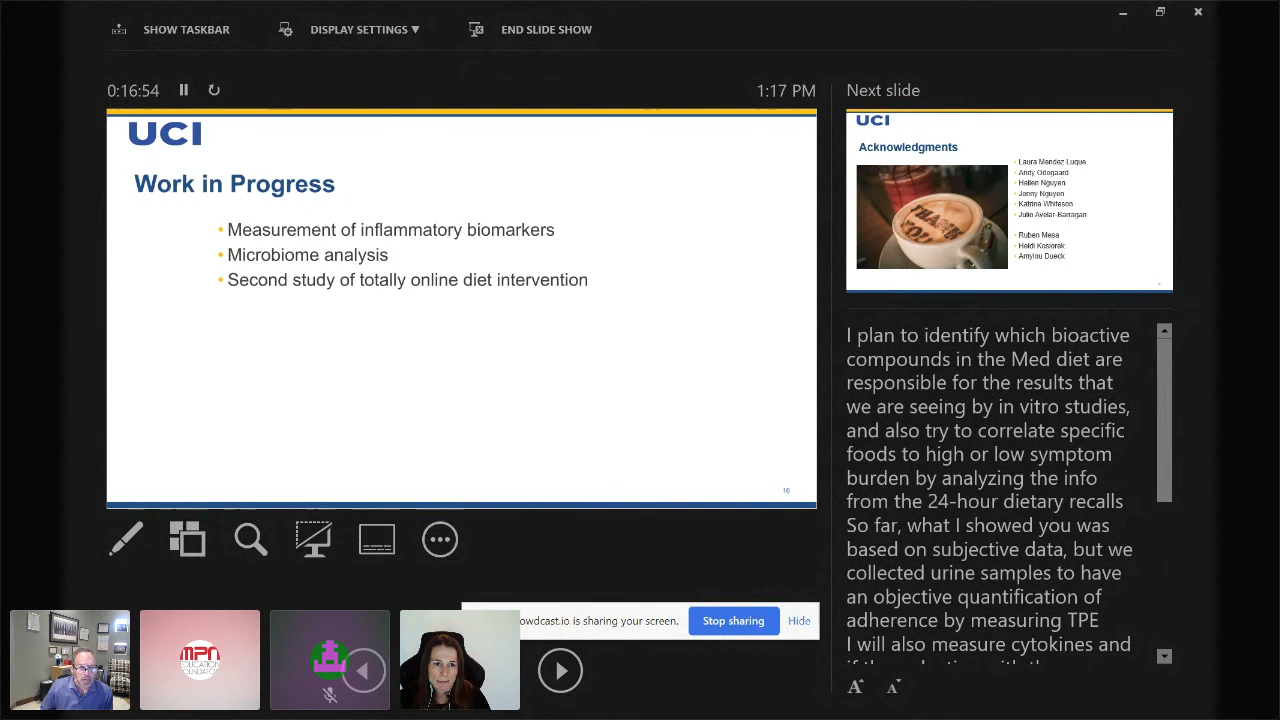 SHOW TASKBAR
DISPLAY SETTINGS ▼
END SLIDE SHOW
0:16:54
1:17 PM
UCI
Work in Progress
• Measurement of inflammatory biomarkers
• Microbiome analysis
• Second study of totally online diet intervention
16
Next slide
UCI
Acknowledgments
• Laura Mendez Luque
• Andy Odegaard
• Hellen Nguyen
• Jenny Nguyen
• Katrine Whiteson
• Julio Avelar-Barragan
• Ruben Mesa
• Heidi Kosiorek
• Amylou Dueck
THANK
YOU
I plan to identify which bioactive
compounds in the Med diet are
responsible for the results that
we are seeing by in vitro studies,
and also try to correlate specific
foods to high or low symptom
burden by analyzing the info
from the 24-hour dietary recalls
So far, what I showed you was
based on subjective data, but we
collected urine samples to have
an objective quantification of
adherence by measuring TPE
I will also measure cytokines and
A A
owdcast.io is sharing your screen.
Stop sharing
Hide
MPN
EDUCATION
FOUNDATION